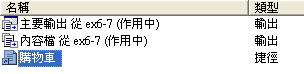 名稱 類型
主要輸出 從 ex6-7 (作用中) 輸出
內容檔 從 ex6-7 (作用中) 輸出
購物車 捷徑